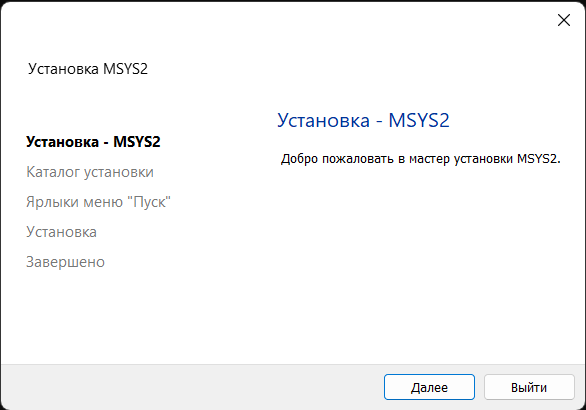 Установка MSYS2
Установка - MSYS2
Каталог установки
Ярлыки меню "Пуск"
Установка
Завершено
Установка - MSYS2
Добро пожаловать в мастер установки MSYS2.
Далее
Выйти